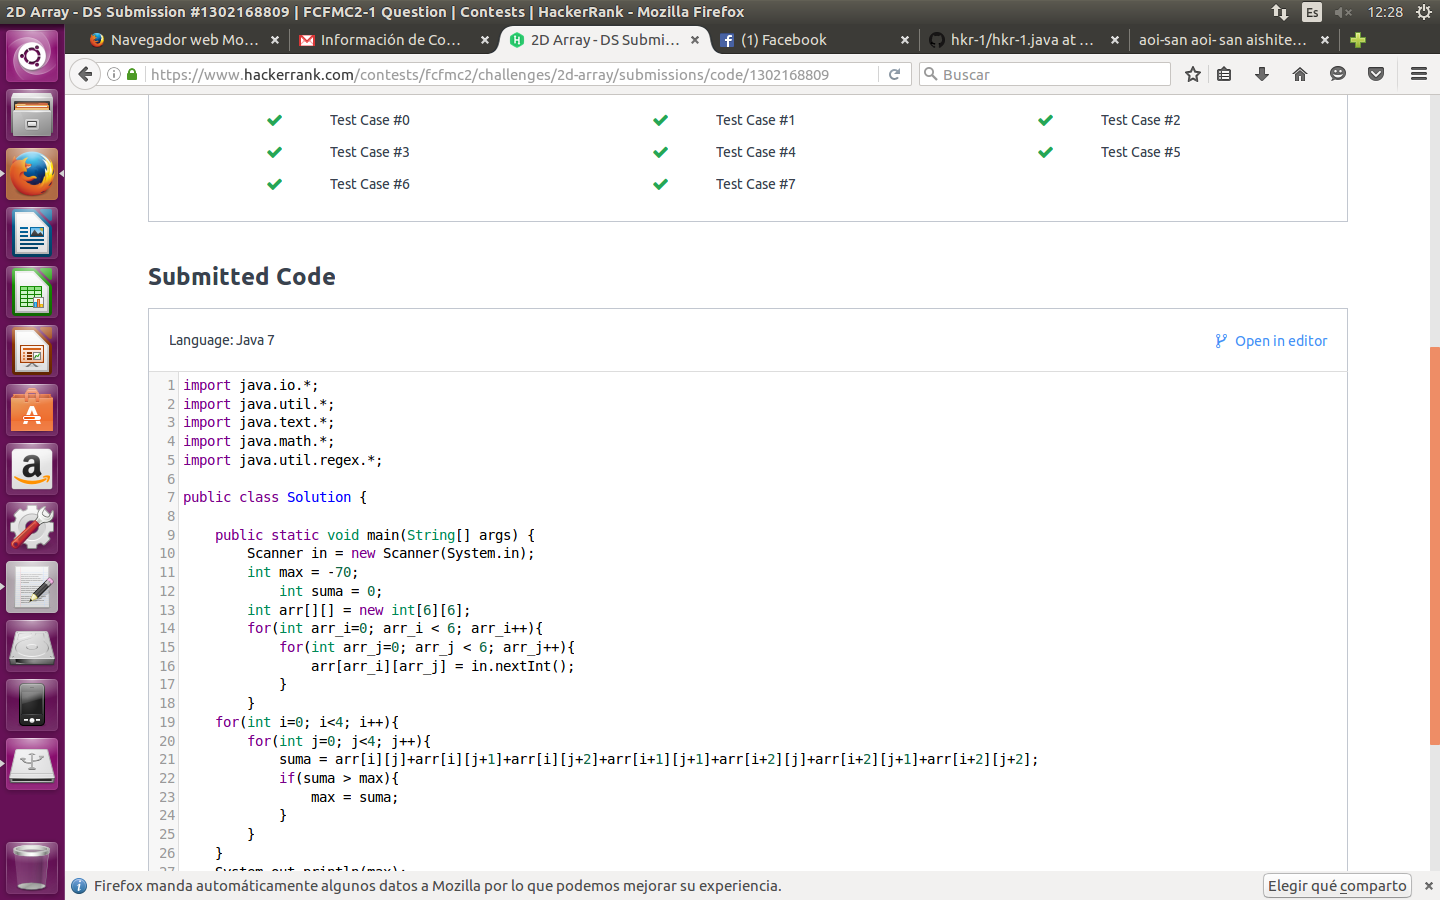 2D Array - DS Submission #1302168809 | FCFMC2-1 Question | Contests | HackerRank - Mozilla Firefox
Es
12:28
Navegador web Mo...
Información de Co...
2D Array - DS Submi...
(1) Facebook
hkr-1/hkr-1.java at ...
aoi-san aoi- san aishite...
https://www.hackerrank.com/contests/fcfmc2/challenges/2d-array/submissions/code/1302168809
Buscar
Test Case #0
Test Case #1
Test Case #2
Test Case #3
Test Case #4
Test Case #5
Test Case #6
Test Case #7
Submitted Code
Language: Java 7
Open in editor
1 import java.io.*;
2 import java.util.*;
3 import java.text.*;
4 import java.math.*;
5 import java.util.regex.*;
6
7 public class Solution {
8
9 public static void main(String[] args) {
10 Scanner in = new Scanner(System.in);
11 int max = -70;
12 int suma = 0;
13 int arr[][] = new int[6][6];
14 for(int arr_i=0; arr_i < 6; arr_i++){
15 for(int arr_j=0; arr_j < 6; arr_j++){
16 arr[arr_i][arr_j] = in.nextInt();
17 }
18 }
19 for(int i=0; i<4; i++){
20 for(int j=0; j<4; j++){
21 suma = arr[i][j]+arr[i][j+1]+arr[i][j+2]+arr[i+1][j+1]+arr[i+2][j]+arr[i+2][j+1]+arr[i+2][j+2];
22 if(suma > max){
23 max = suma;
24 }
25 }
26 }
27 System.out.println(max);
Firefox manda automáticamente algunos datos a Mozilla por lo que podemos mejorar su experiencia.
Elegir qué comparto